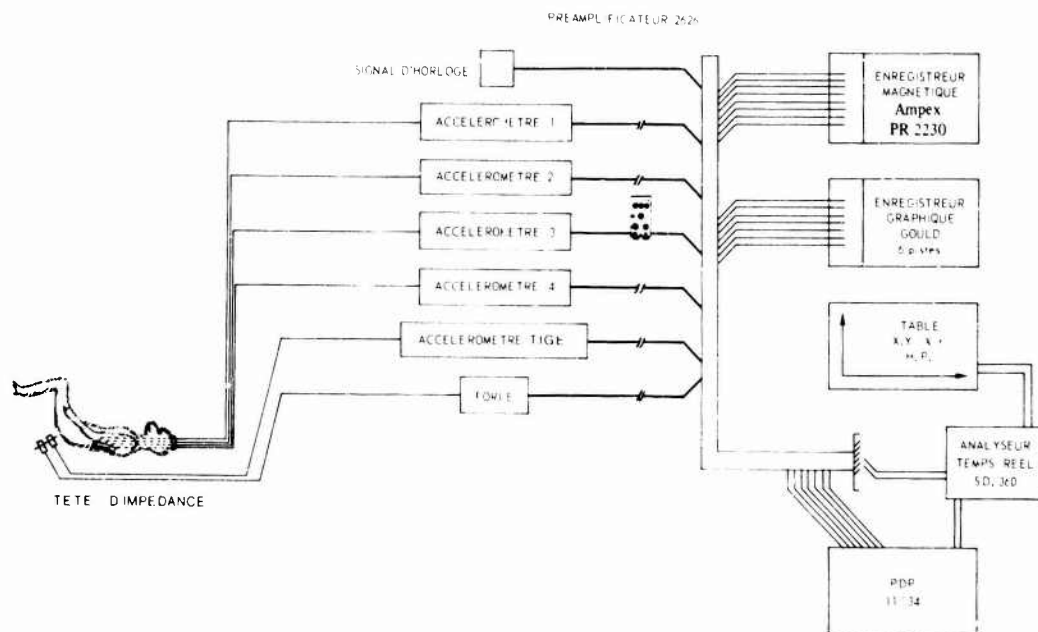 PREAMPLIFICATEUR 2626
SIGNAL D'HORLOGE
ACCELEROMETRE 1
ACCELEROMETRE 2
ACCELEROMETRE 3
ACCELEROMETRE 4
ACCELEROMETRE TIGE
FORCE
TETE D'IMPEDANCE
ENREGISTREUR
MAGNETIQUE
Ampex
PR 2230
ENREGISTREUR
GRAPHIQUE
GOULD
6 pistes
TABLE
X,Y
H.P.
ANALYSEUR
TEMPS REEL
S.D. 360
PDP
11 34